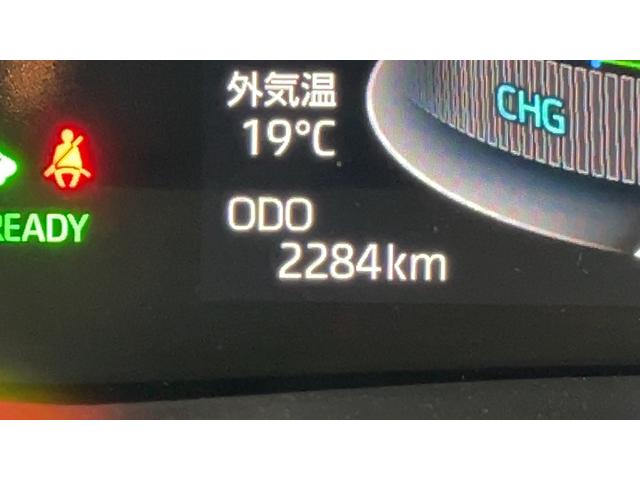 外気温
19°C
CHG
READY
ODO
2284km